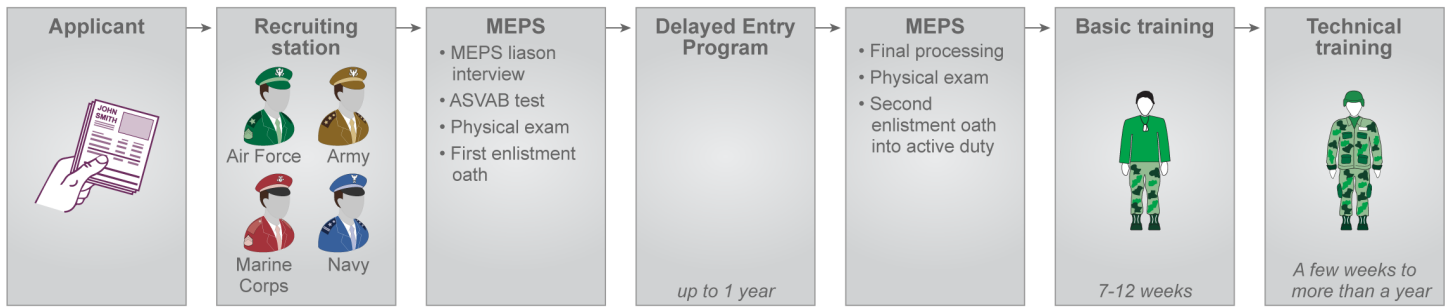 Applicant
JOHN
SMITH
Recruiting
station
Air Force
Army
Marine
Corps
Navy
MEPS
• MEPS liason
interview
• ASVAB test
• Physical exam
• First enlistment
oath
Delayed Entry
Program
up to 1 year
MEPS
• Final processing
• Physical exam
• Second
enlistment oath
into active duty
Basic training
7-12 weeks
Technical
training
A few weeks to
more than a year